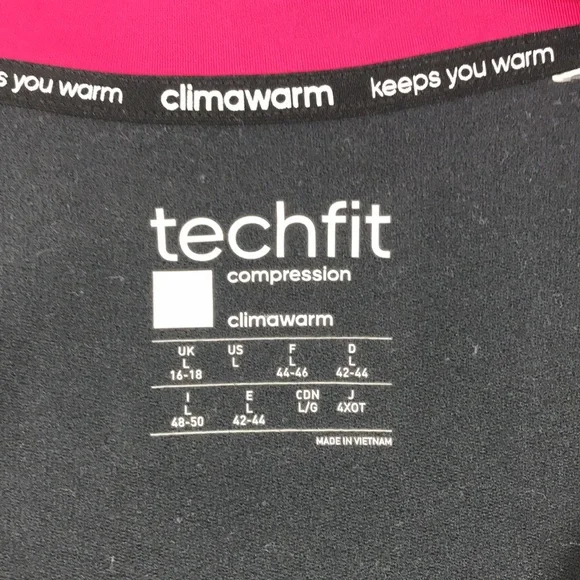 s you warm climawarm keeps you warm
techfit
compression
climawarm
UK US F D
L L L L
16-18 44-46 42-44
I E CDN J
L L L/G 4XOT
48-50 42-44
MADE IN VIETNAM